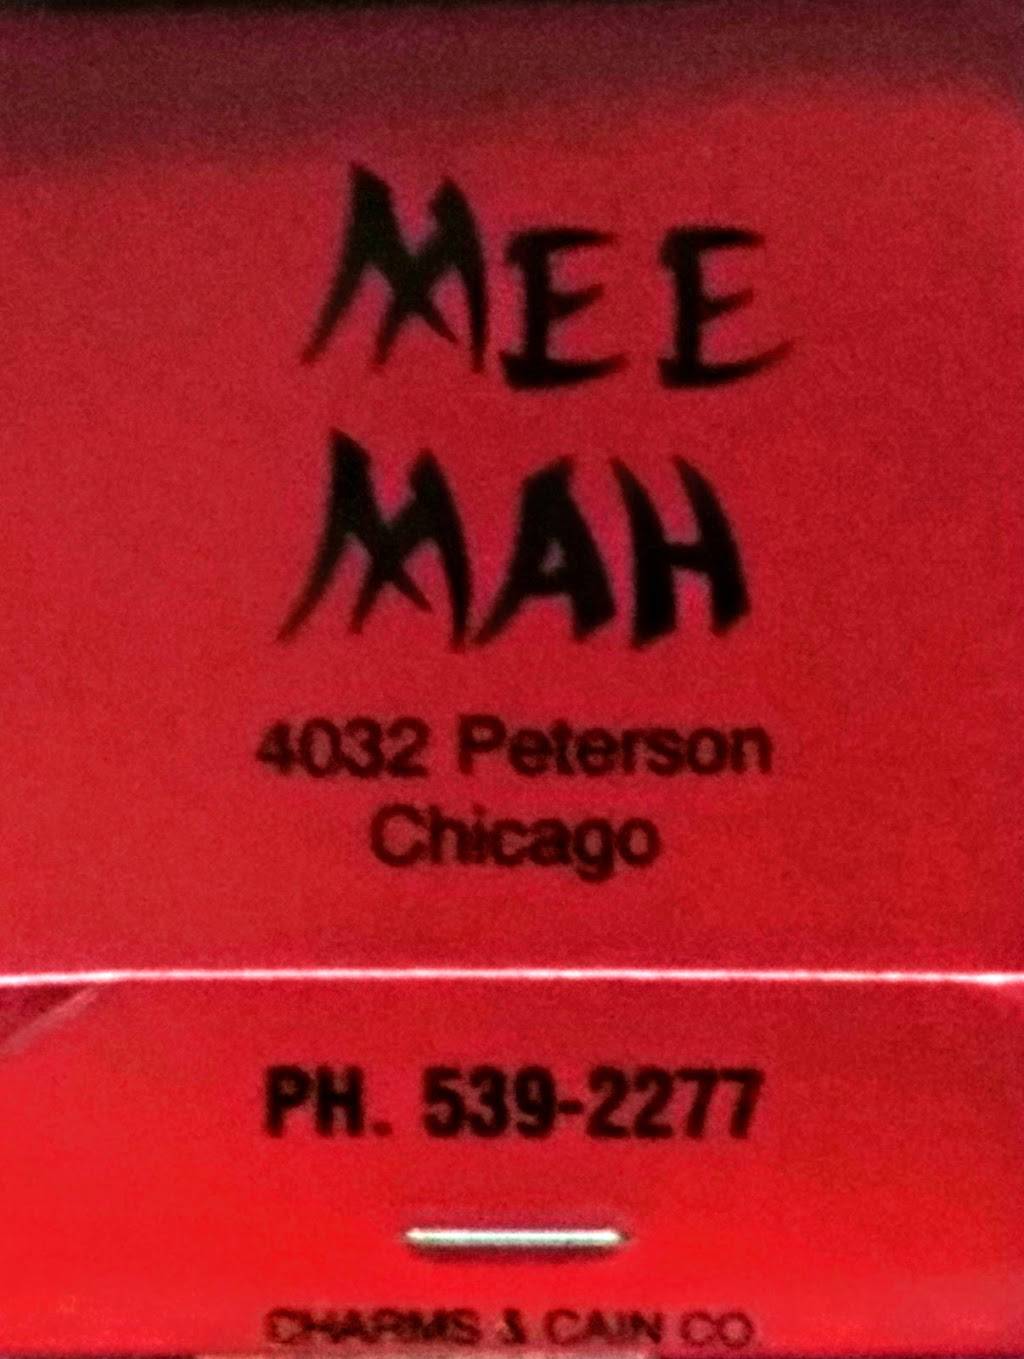 MEE
MAH
4032 Peterson
Chicago
PH. 539-2277
CHARMS & CAIN CO.